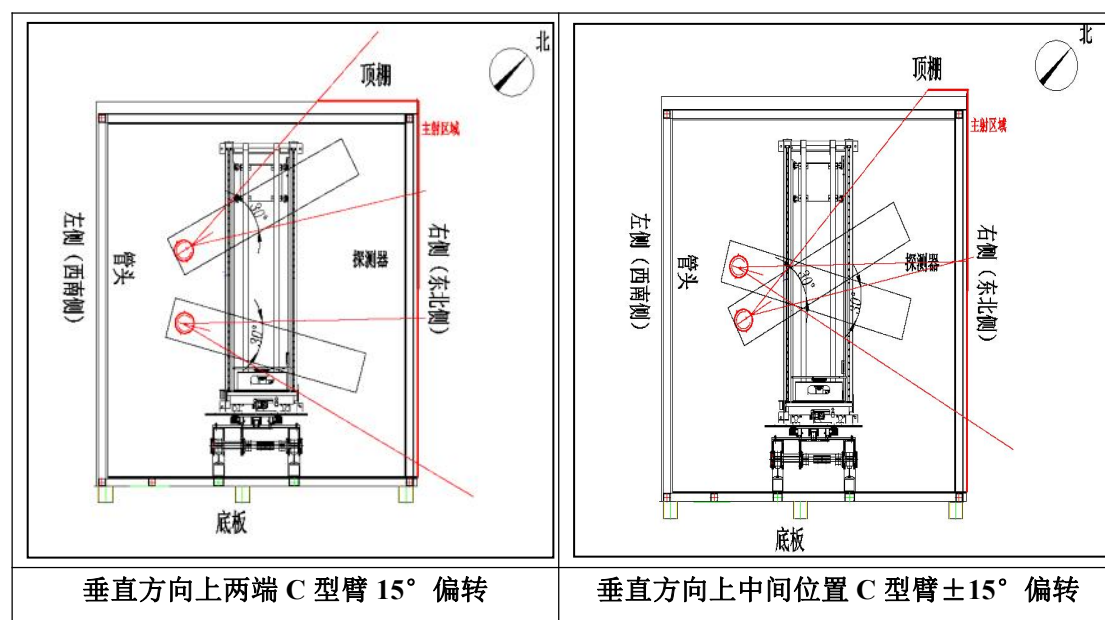 北
顶棚
主射区域
30°
左侧（西南侧）
管头
探测器
右侧（东北侧）
30°
底板
北
顶棚
主射区域
左侧（西南侧）
管头
30°
探测器
30°
右侧（东北侧）
底板
垂直方向上两端 C 型臂 15°偏转
垂直方向上中间位置 C 型臂±15°偏转